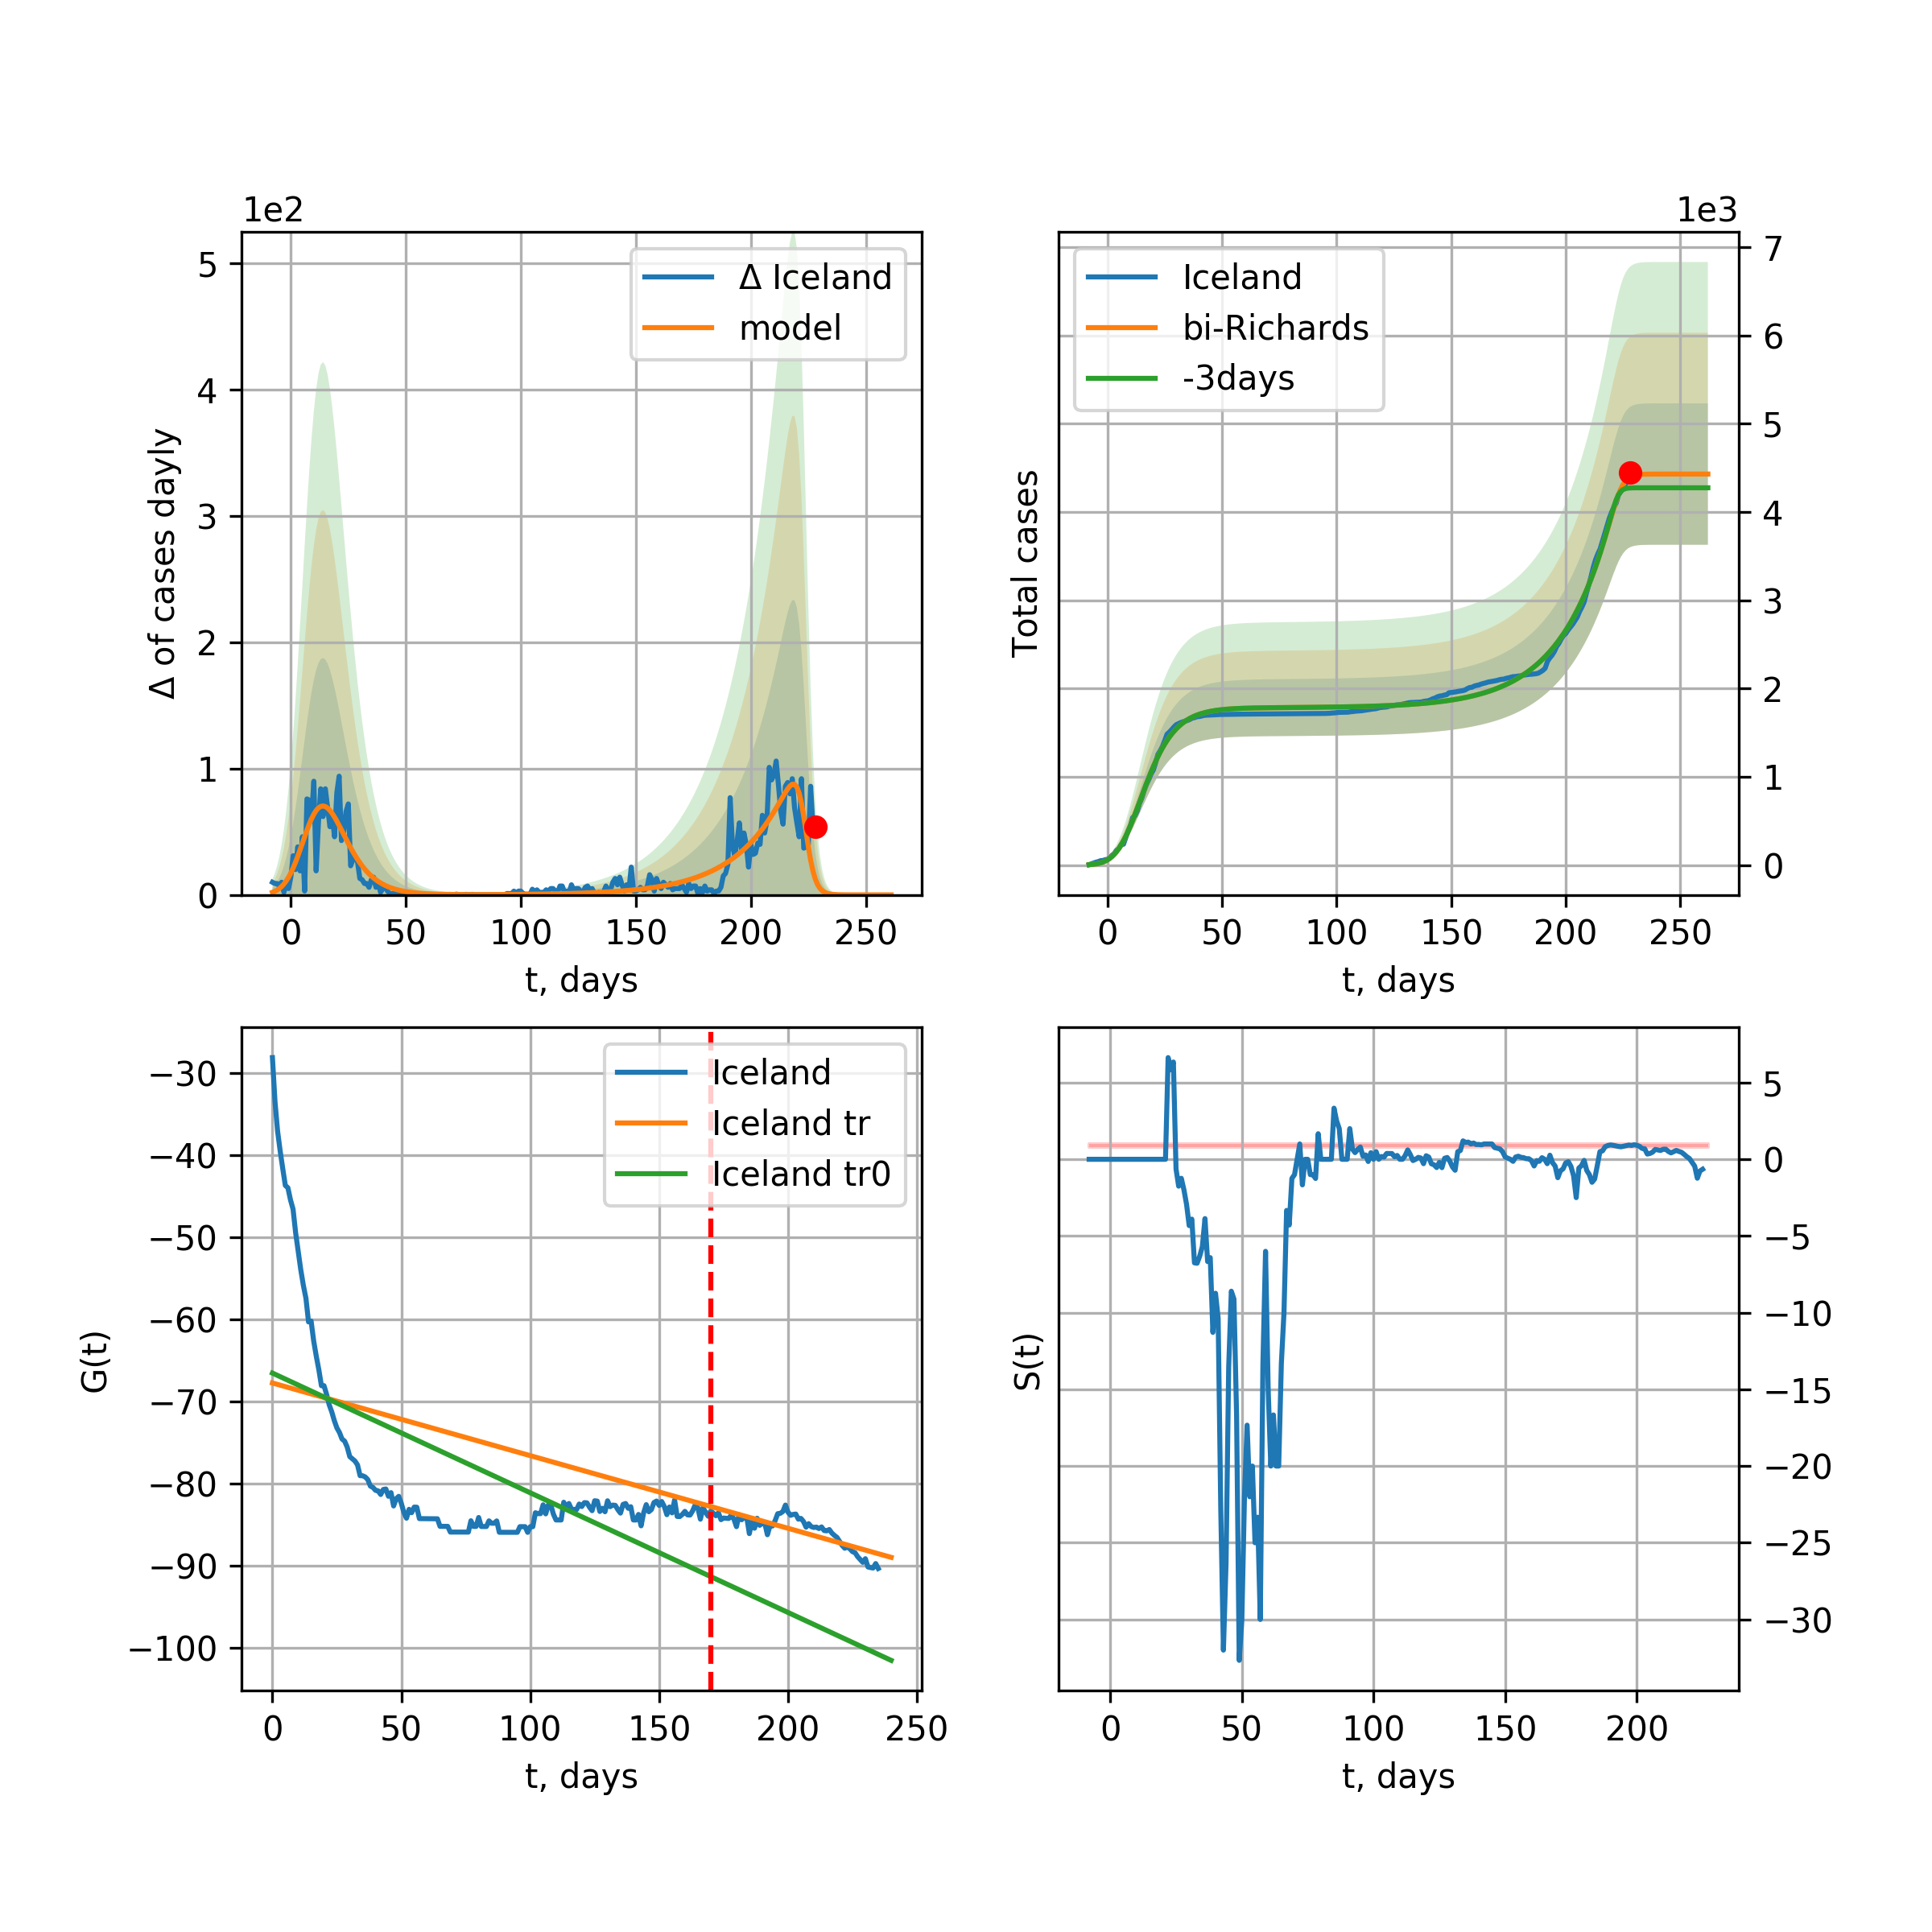 1e2
Δ of cases dayly
5
4
3
2
1
0
Δ Iceland
model
0 50 100 150 200 250
t, days
1e3
Total cases
Iceland
bi-Richards
-3days
7
6
5
4
3
2
1
0
0 50 100 150 200 250
t, days
G(t)
−30
−40
−50
−60
−70
−80
−90
−100
Iceland
Iceland tr
Iceland tr0
0 50 100 150 200 250
t, days
S(t)
5
0
−5
−10
−15
−20
−25
−30
0 50 100 150 200
t, days